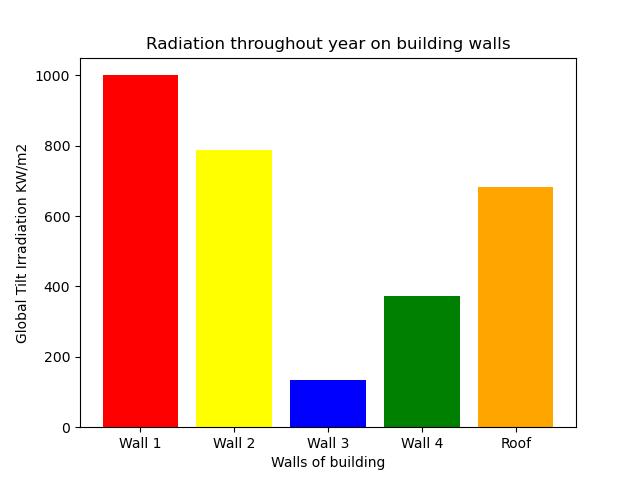 Radiation throughout year on building walls
Global Tilt Irradiation KW/m2
1000
800
600
400
200
0
Wall 1 Wall 2 Wall 3 Wall 4 Roof
Walls of building